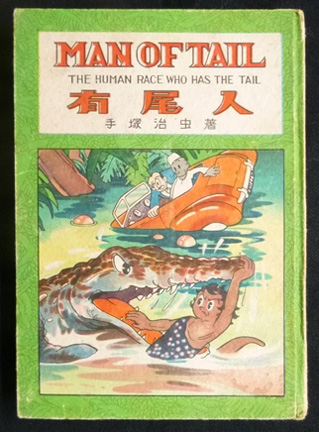 MAN OF TAIL
THE HUMAN RACE WHO HAS THE TAIL
有尾人
手塚治虫著